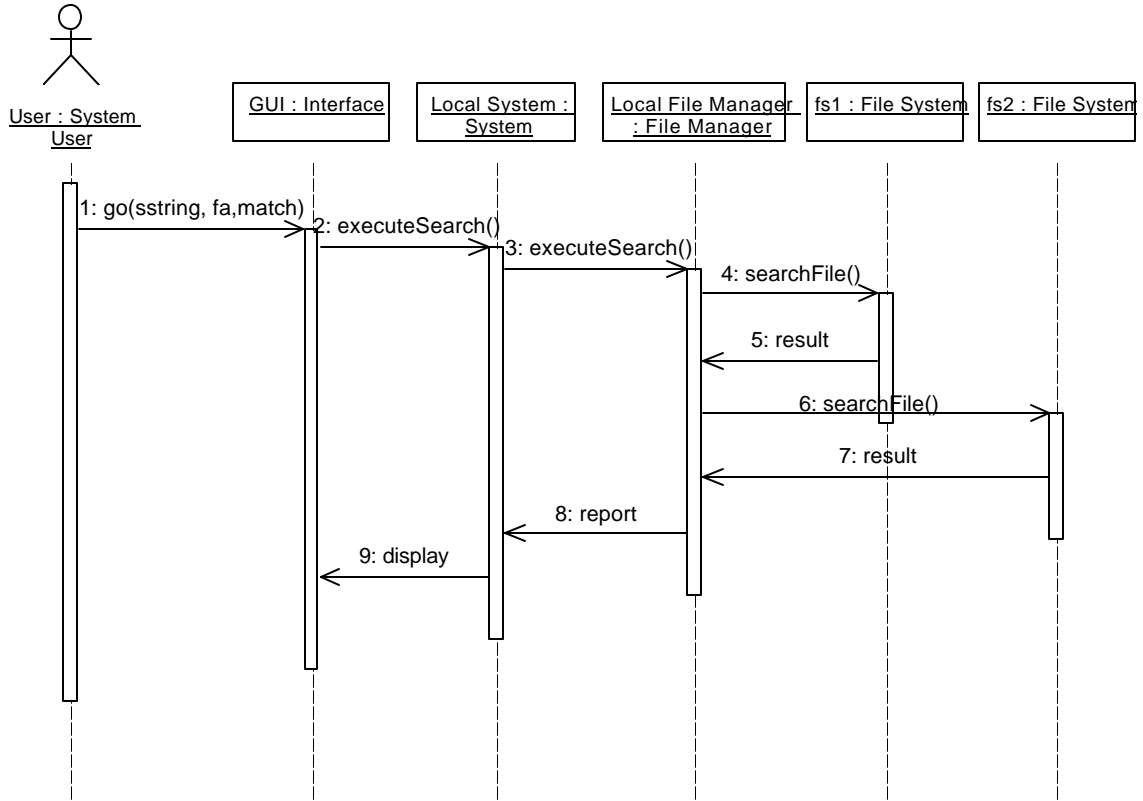 User : System
User
GUI : Interface
Local System :
System
Local File Manager
: File Manager
fs1 : File System
fs2 : File System
1: go(sstring, fa,match)
2: executeSearch()
3: executeSearch()
4: searchFile()
5: result
6: searchFile()
7: result
8: report
9: display